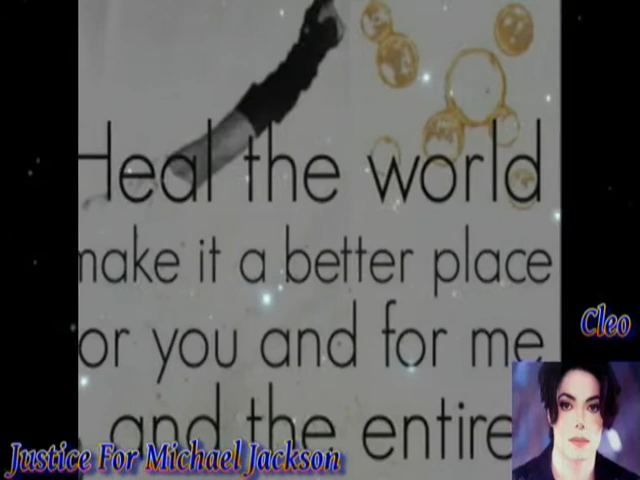 Heal the world
make it a better place
or you and for me
and the entire
Cleo
Justice For Michael Jackson